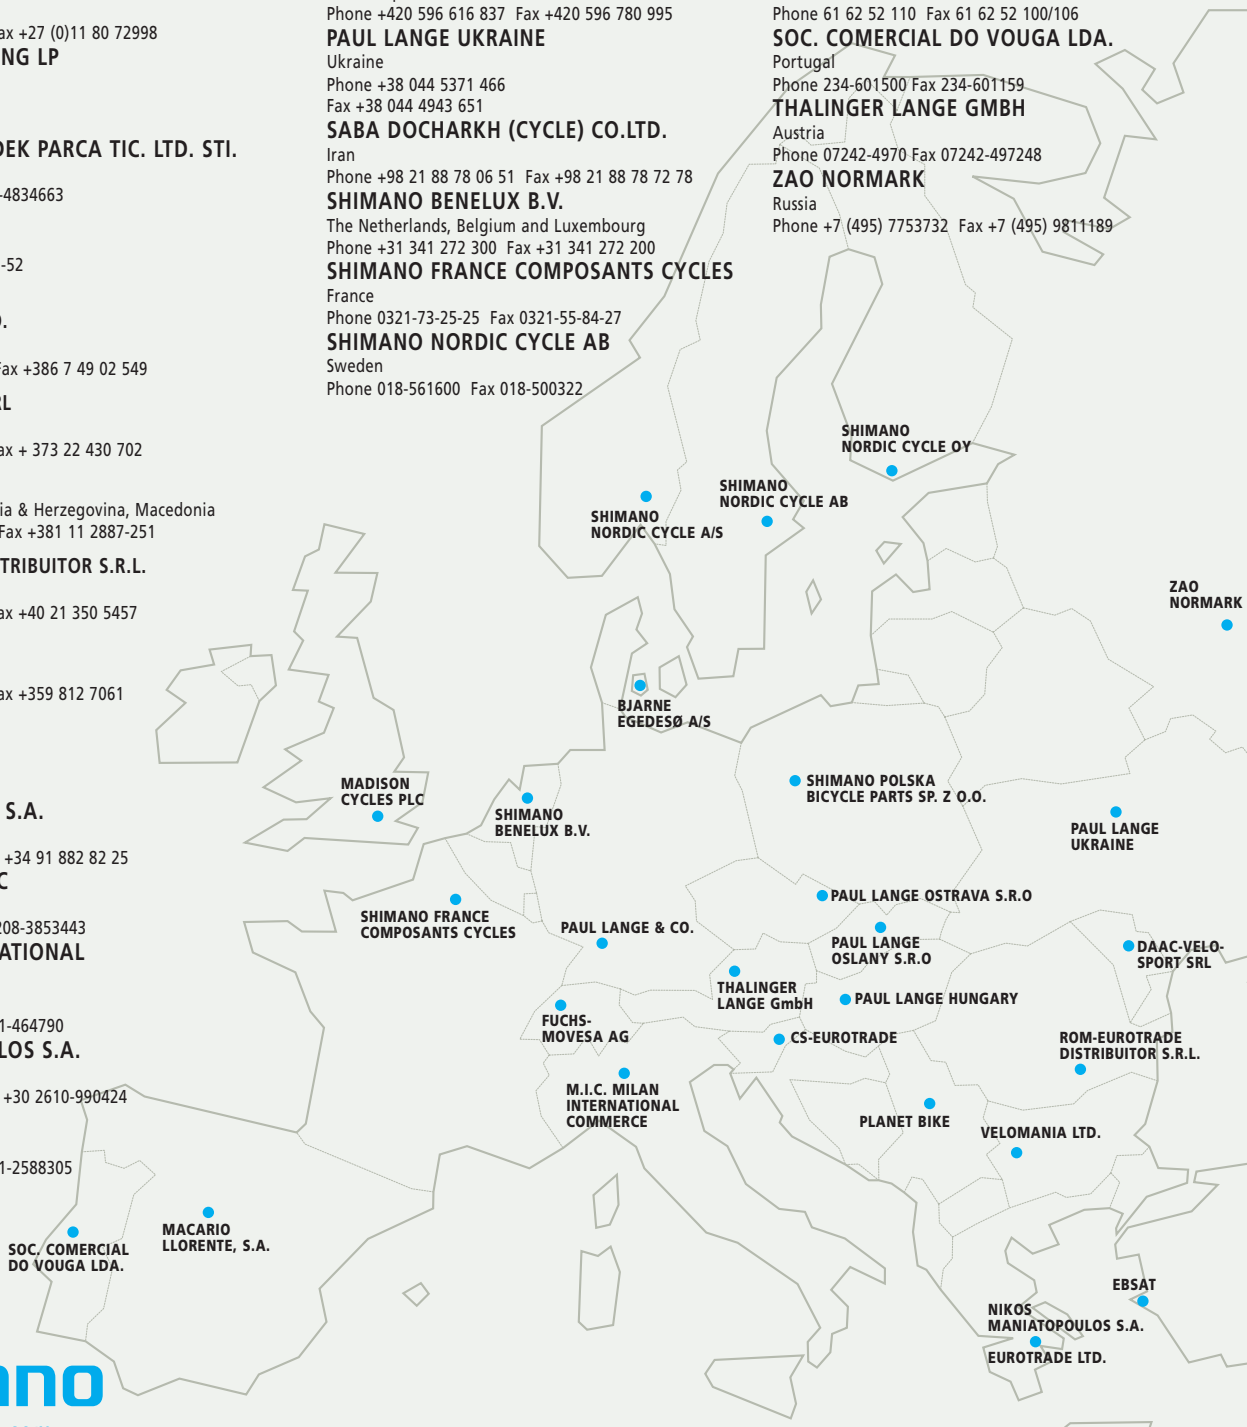 ax +27 (0)11 80 72998
NG LP
DEK PARCA TIC. LTD. STI.
-4834663
-52
Fax +386 7 49 02 549
RL
ax + 373 22 430 702
ia & Herzegovina, Macedonia
Fax +381 11 2887-251
TRIBUITOR S.R.L.
ax +40 21 350 5457
ax +359 812 7061
S.A.
+34 91 882 82 25
C
208-3853443
ATIONAL
1-464790
LOS S.A.
+30 2610-990424
1-2588305
Phone +420 596 616 837 Fax +420 596 780 995
PAUL LANGE UKRAINE
Ukraine
Phone +38 044 5371 466
Fax +38 044 4943 651
SABA DOCHARKH (CYCLE) CO.LTD.
Iran
Phone +98 21 88 78 06 51 Fax +98 21 88 78 72 78
SHIMANO BENELUX B.V.
The Netherlands, Belgium and Luxembourg
Phone +31 341 272 300 Fax +31 341 272 200
SHIMANO FRANCE COMPOSANTS CYCLES
France
Phone 0321-73-25-25 Fax 0321-55-84-27
SHIMANO NORDIC CYCLE AB
Sweden
Phone 018-561600 Fax 018-500322
Phone 61 62 52 110 Fax 61 62 52 100/106
SOC. COMERCIAL DO VOUGA LDA.
Portugal
Phone 234-601500 Fax 234-601159
THALINGER LANGE GMBH
Austria
Phone 07242-4970 Fax 07242-497248
ZAO NORMARK
Russia
Phone +7 (495) 7753732 Fax +7 (495) 9811189
SHIMANO
NORDIC CYCLE OY
SHIMANO
NORDIC CYCLE AB
SHIMANO
NORDIC CYCLE A/S
ZAO
NORMARK
BJARNE
EGEDESØ A/S
MADISON
CYCLES PLC
SHIMANO
BENELUX B.V.
SHIMANO POLSKA
BICYCLE PARTS SP. Z O.O.
PAUL LANGE
UKRAINE
SHIMANO FRANCE
COMPOSANTS CYCLES
PAUL LANGE OSTRAVA S.R.O
PAUL LANGE & CO.
PAUL LANGE
OSLANY S.R.O
DAAC-VELO-
SPORT SRL
THALINGER
LANGE GmbH
PAUL LANGE HUNGARY
FUCHS-
MOVESA AG
CS-EUROTRADE
ROM-EUROTRADE
DISTRIBUITOR S.R.L.
M.I.C. MILAN
INTERNATIONAL
COMMERCE
PLANET BIKE
VELOMANIA LTD.
MACARIO
LLORENTE, S.A.
SOC. COMERCIAL
DO VOUGA LDA.
EBSAT
NIKOS
MANIATOPOULOS S.A.
EUROTRADE LTD.
ano